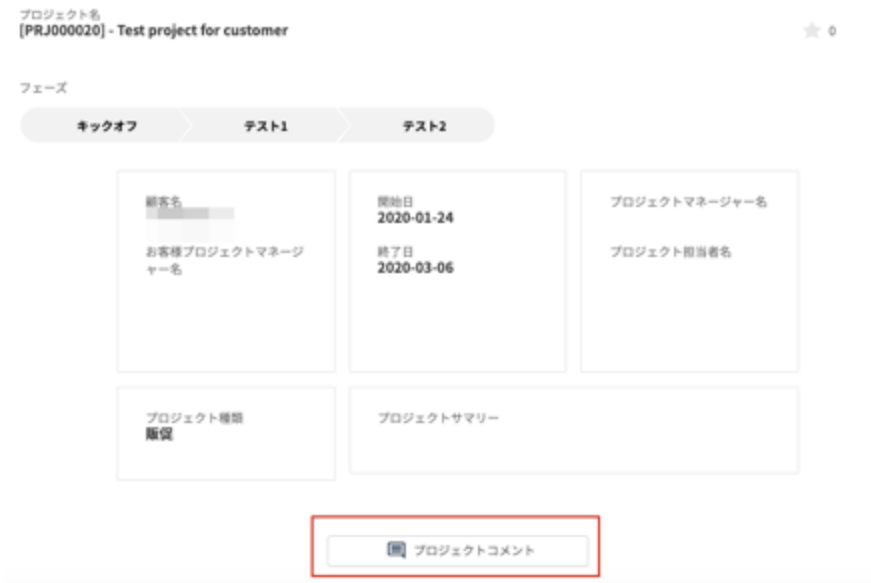 プロジェクト名
[PRJ000020] - Test project for customer
0
フェーズ
キックオフ
テスト1
テスト2
顧客名
お客様プロジェクトマネージ
ャー名
開始日
2020-01-24
終了日
2020-03-06
プロジェクトマネージャー名
プロジェクト担当者名
プロジェクト種類
販促
プロジェクトサマリー
プロジェクトコメント